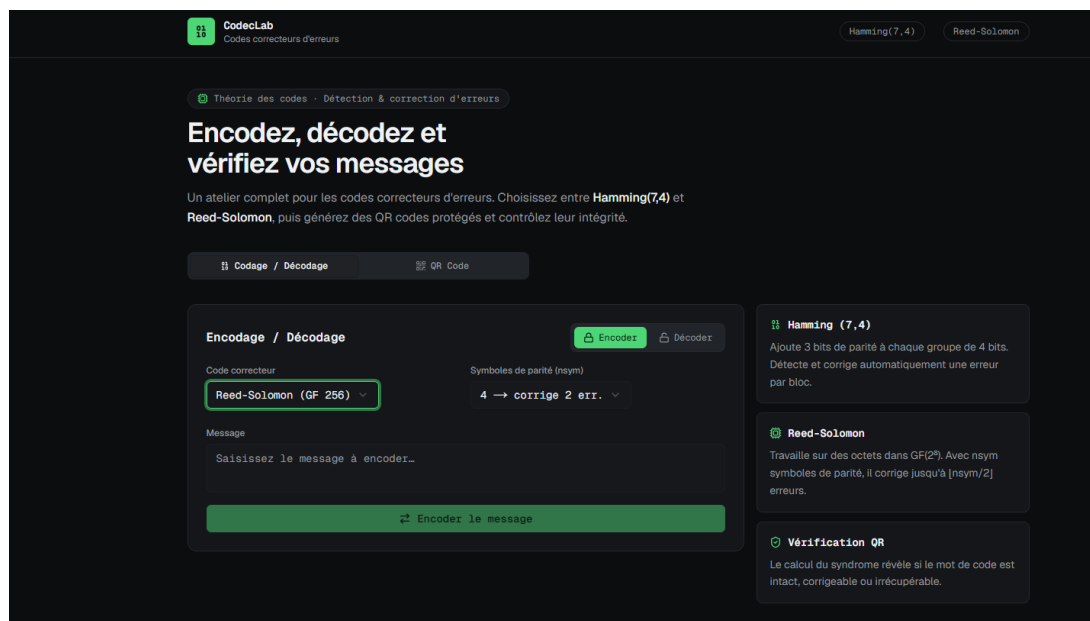 01
10
CodecLab
Codes correcteurs d'erreurs
Hamming(7,4)
Reed-Solomon
Théorie des codes · Détection & correction d'erreurs
Encodez, décodez et
vérifiez vos messages
Un atelier complet pour les codes correcteurs d'erreurs. Choisissez entre Hamming(7,4) et
Reed-Solomon, puis générez des QR codes protégés et contrôlez leur intégrité.
Codage / Décodage
QR Code
Encodage / Décodage
Encoder
Décoder
Code correcteur
Symboles de parité (nsym)
Reed-Solomon (GF 256)
4 → corrige 2 err.
Message
Saisissez le message à encoder…
Encoder le message
Hamming (7,4)
Ajoute 3 bits de parité à chaque groupe de 4 bits.
Détecte et corrige automatiquement une erreur
par bloc.
Reed-Solomon
Travaille sur des octets dans GF(2⁸). Avec nsym
symboles de parité, il corrige jusqu'à ⌊nsym/2⌋
erreurs.
Vérification QR
Le calcul du syndrome révèle si le mot de code est
intact, corrigeable ou irrécupérable.